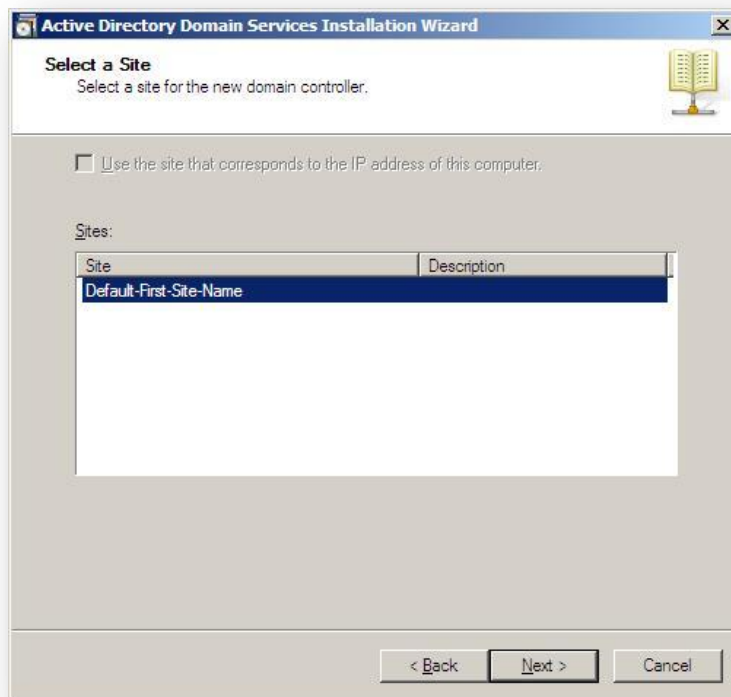 Active Directory Domain Services Installation Wizard
Select a Site
Select a site for the new domain controller.
Use the site that corresponds to the IP address of this computer.
Sites:
Site Description
Default-First-Site-Name
< Back Next > Cancel